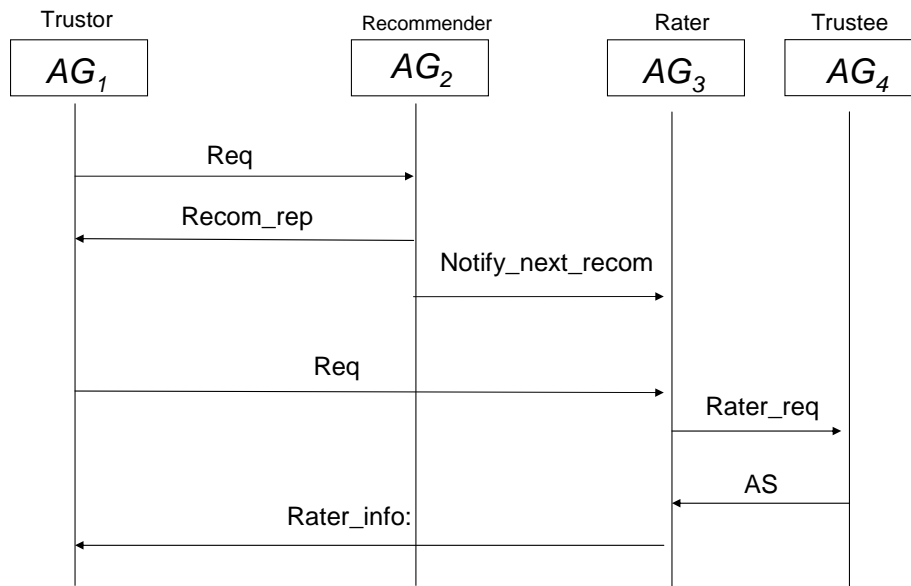 Trustor
Recommender
Rater
Trustee
AG1
AG2
AG3
AG4
Req
Recom_rep
Notify_next_recom
Req
Rater_req
AS
Rater_info: